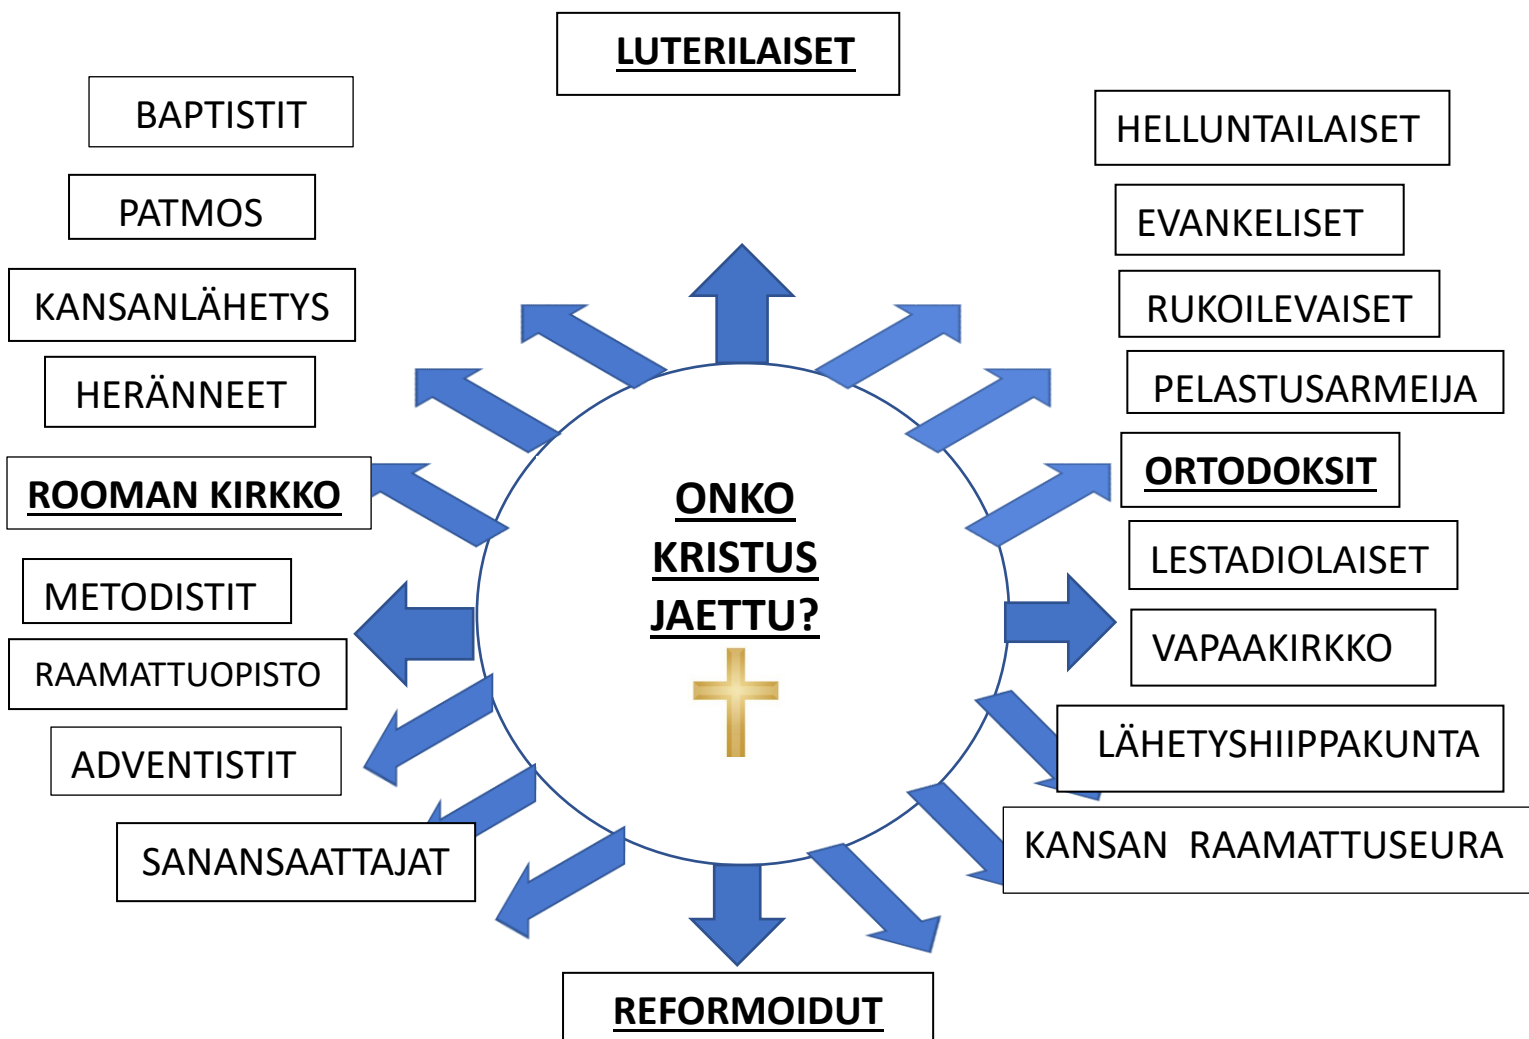 LUTERILAISET
BAPTISTIT
PATMOS
KANSANLÄHETYS
HERÄNNEET
ROOMAN KIRKKO
METODISTIT
RAAMATTUOPISTO
ADVENTISTIT
SANANSAATTAJAT
ONKO
KRISTUS
JAETTU?
HELLUNTAILAISET
EVANKELISET
RUKOILEVAISET
PELASTUSARMEIJA
ORTODOKSIT
LESTADIOLAISET
VAPAAKIRKKO
LÄHETYSHIIPPAKUNTA
KANSAN RAAMATTUSEURA
REFORMOIDUT